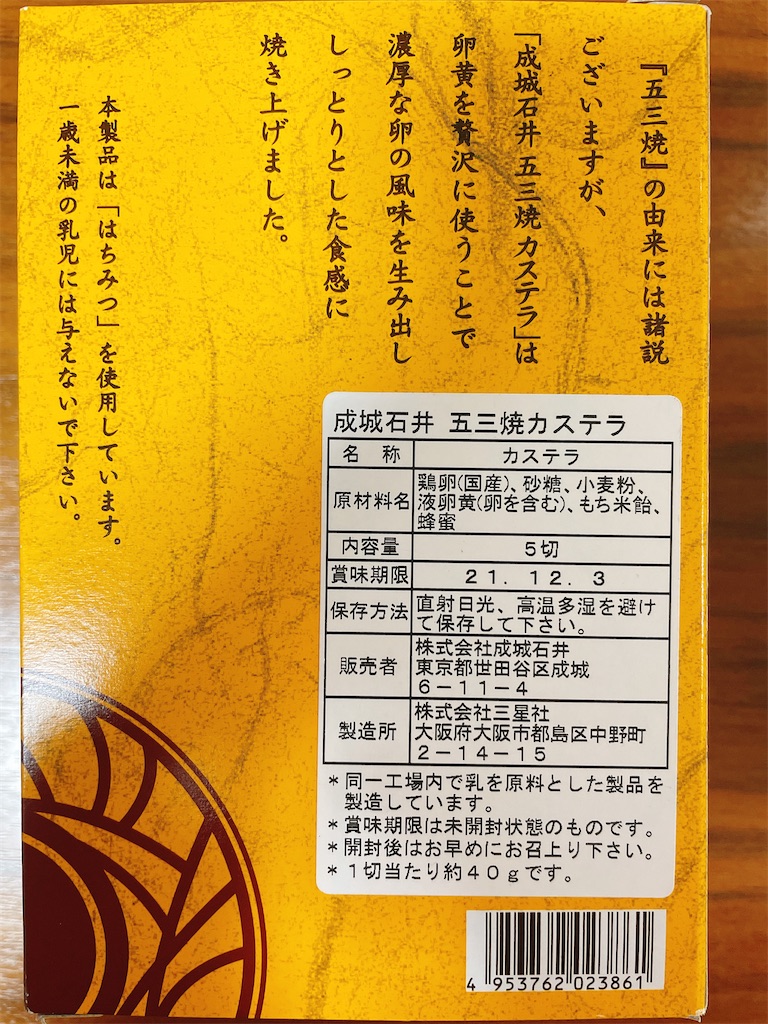 『五三焼』の由来には諸説
ございますが、
「成城石井 五三焼カステラ」は
卵黄を贅沢に使うことで
濃厚な卵の風味を生み出し
しっとりとした食感に
焼き上げました。
本製品は「はちみつ」を使用しています。
一歳未満の乳児には与えないで下さい。
成城石井 五三焼カステラ
名 称 カステラ
原材料名 鶏卵(国産)、砂糖、小麦粉、
液卵黄(卵を含む)、もち米飴、
蜂蜜
内容量 5切
賞味期限 21. 12. 3
保存方法 直射日光、高温多湿を避け
て保存して下さい。
販売者 株式会社成城石井
東京都世田谷区成城
6-11-4
製造所 株式会社三星社
大阪府大阪市都島区中野町
2-14-15
*同一工場内で乳を原料とした製品を
製造しています。
*賞味期限は未開封状態のものです。
*開封後はお早めにお召上り下さい。
*1切当たり約40gです。
4 953762 023861